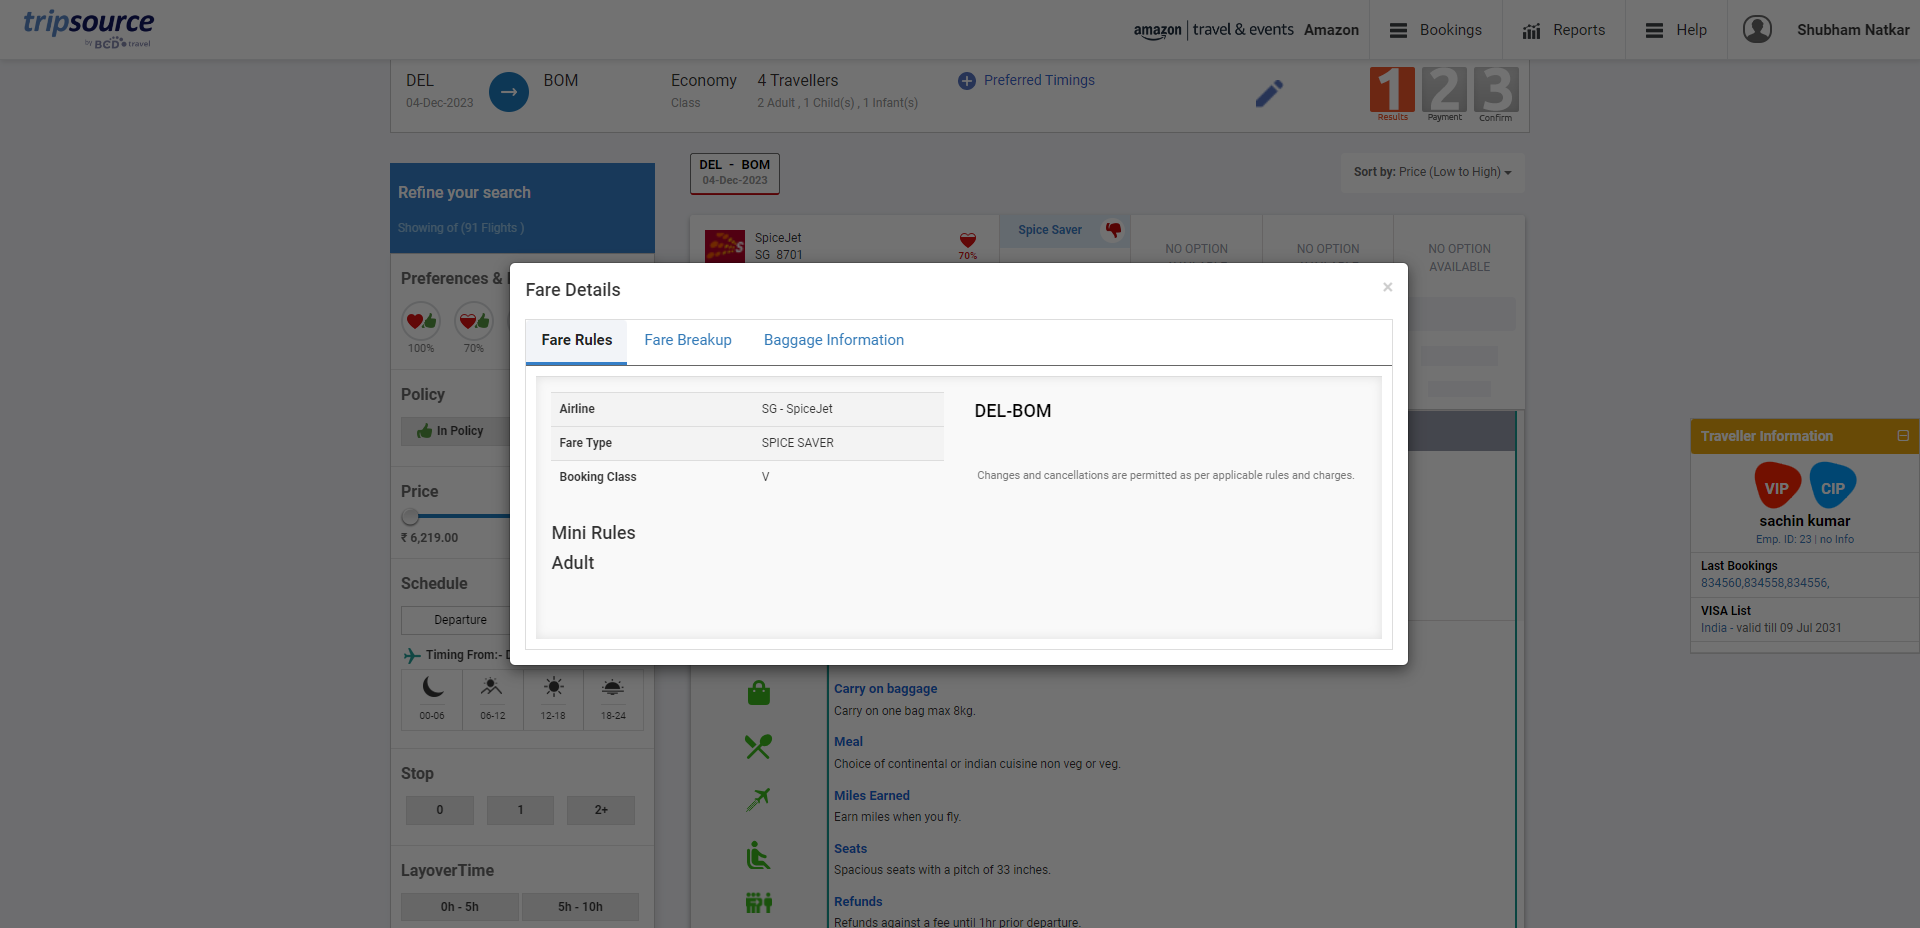 tripsource
by BCD travel
amazon | travel & events Amazon
Bookings
Reports
Help
Shubham Natkar
DEL
04-Dec-2023
BOM
Economy
Class
4 Travellers
2 Adult , 1 Child(s) , 1 Infant(s)
Preferred Timings
1 2 3
Results Payment Confirm
Refine your search
Showing of (91 Flights )
DEL - BOM
04-Dec-2023
Sort by: Price (Low to High)
SpiceJet
SG 8701
70%
Spice Saver
NO OPTION
NO OPTION
NO OPTION
AVAILABLE
Preferences &
100%
70%
Policy
In Policy
Price
₹ 6,219.00
Schedule
Departure
Timing From:- D
00-06
06-12
12-18
18-24
Stop
0
1
2+
LayoverTime
0h - 5h
5h - 10h
Fare Details
×
Fare Rules
Fare Breakup
Baggage Information
Airline SG - SpiceJet
Fare Type SPICE SAVER
Booking Class V
DEL-BOM
Changes and cancellations are permitted as per applicable rules and charges.
Mini Rules
Adult
Carry on baggage
Carry on one bag max 8kg.
Meal
Choice of continental or indian cuisine non veg or veg.
Miles Earned
Earn miles when you fly.
Seats
Spacious seats with a pitch of 33 inches.
Refunds
Refunds against a fee until 1hr prior departure.
Traveller Information
VIP
CIP
sachin kumar
Emp. ID: 23 | no Info
Last Bookings
834560,834558,834556,
VISA List
India - valid till 09 Jul 2031